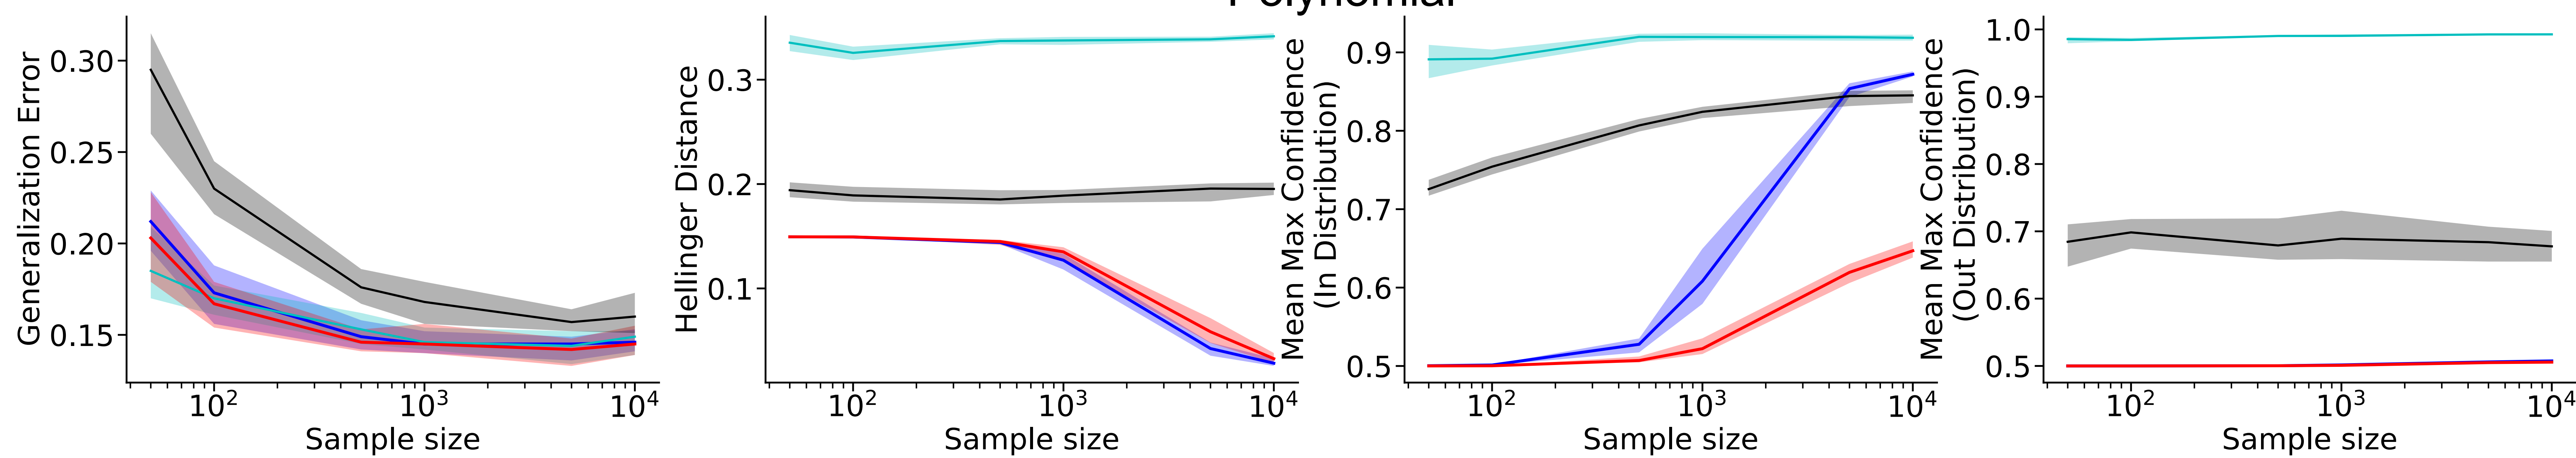 Polynomial
Generalization Error
0.30
0.25
0.20
0.15
10²
10³
10⁴
Sample size
Hellinger Distance
0.3
0.2
0.1
10²
10³
10⁴
Sample size
Mean Max Confidence
(In Distribution)
0.9
0.8
0.7
0.6
0.5
10²
10³
10⁴
Sample size
Mean Max Confidence
(Out Distribution)
1.0
0.9
0.8
0.7
0.6
0.5
10²
10³
10⁴
Sample size